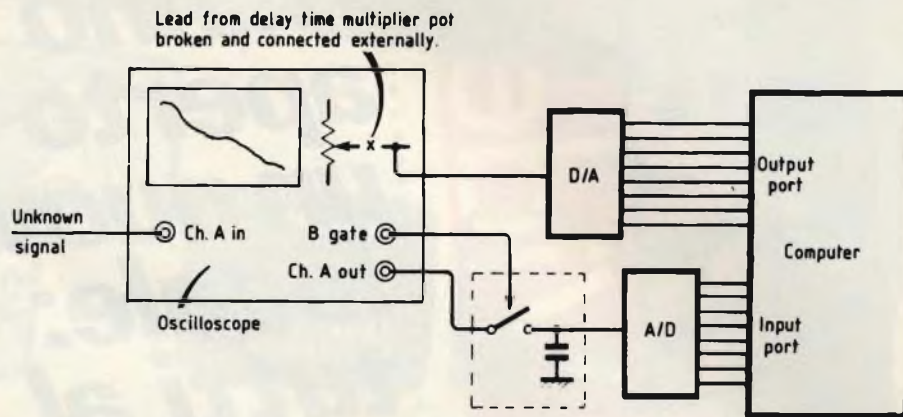 Lead from delay time multiplier pot
broken and connected externally.
x
D/A
Output
port
Unknown
signal
Ch. A in
B gate
Ch. A out
Computer
Oscilloscope
A/D
Input
port